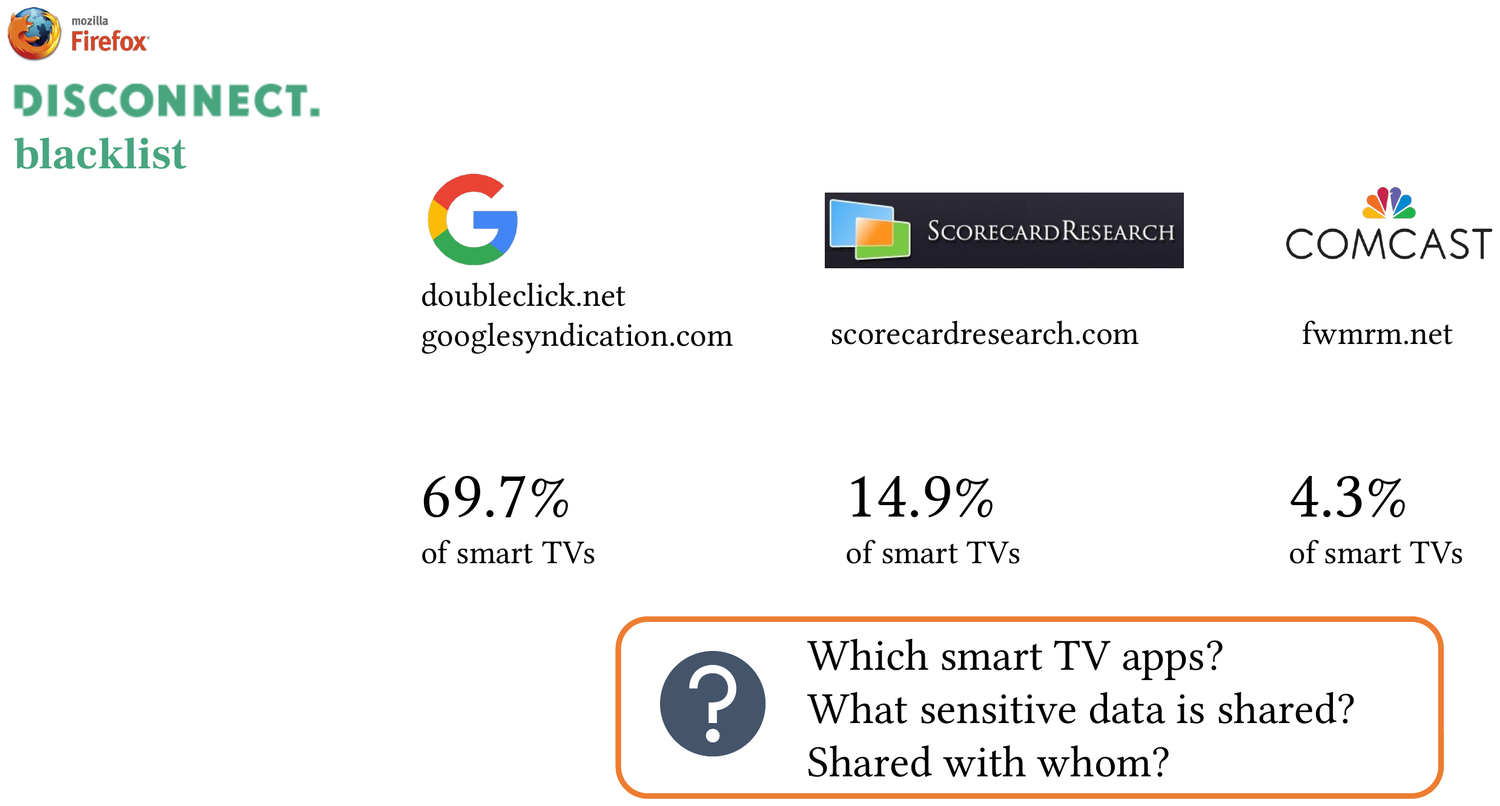 mozilla
Firefox
DISCONNECT.
blacklist
SCORECARDRESEARCH
COMCAST
doubleclick.net
googlesyndication.com
scorecardresearch.com
fwmrm.net
69.7%
of smart TVs
14.9%
of smart TVs
4.3%
of smart TVs
?
Which smart TV apps?
What sensitive data is shared?
Shared with whom?